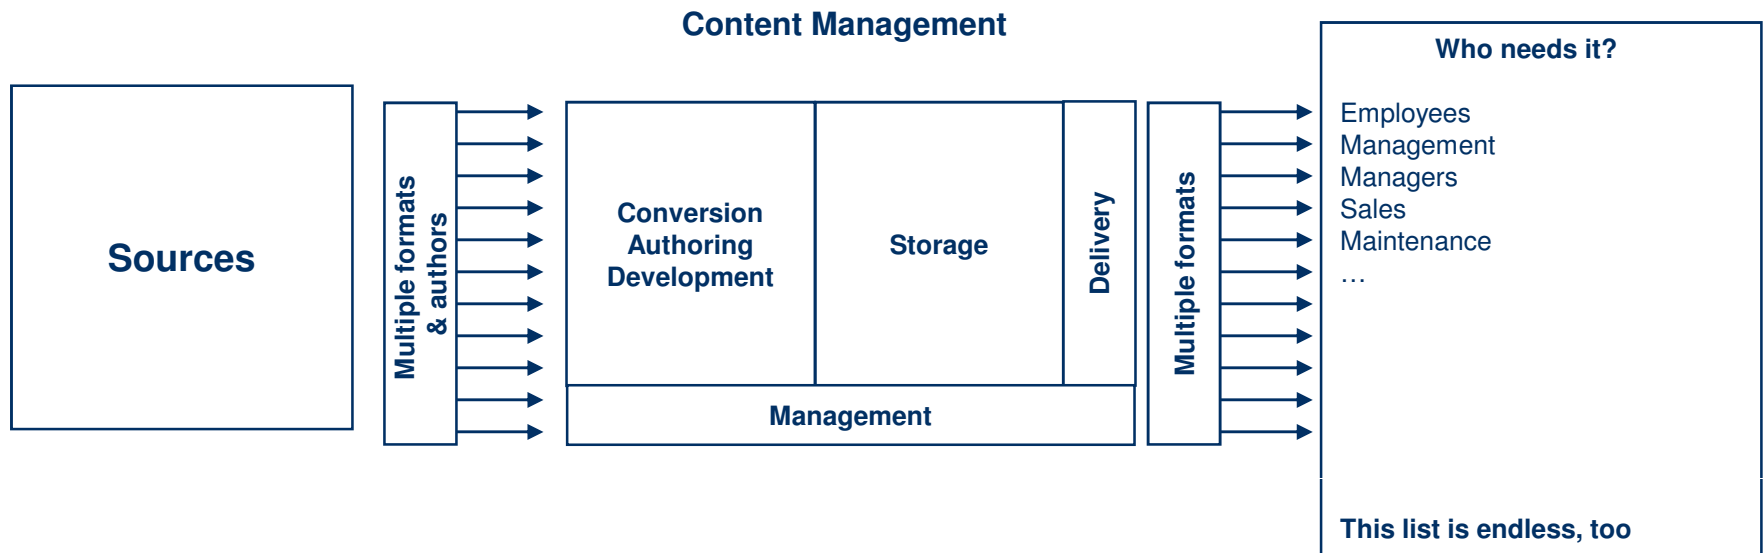 Content Management
Sources
Multiple formats
& authors
Conversion
Authoring
Development
Storage
Delivery
Management
Multiple formats
Who needs it?
Employees
Management
Managers
Sales
Maintenance
…
This list is endless, too